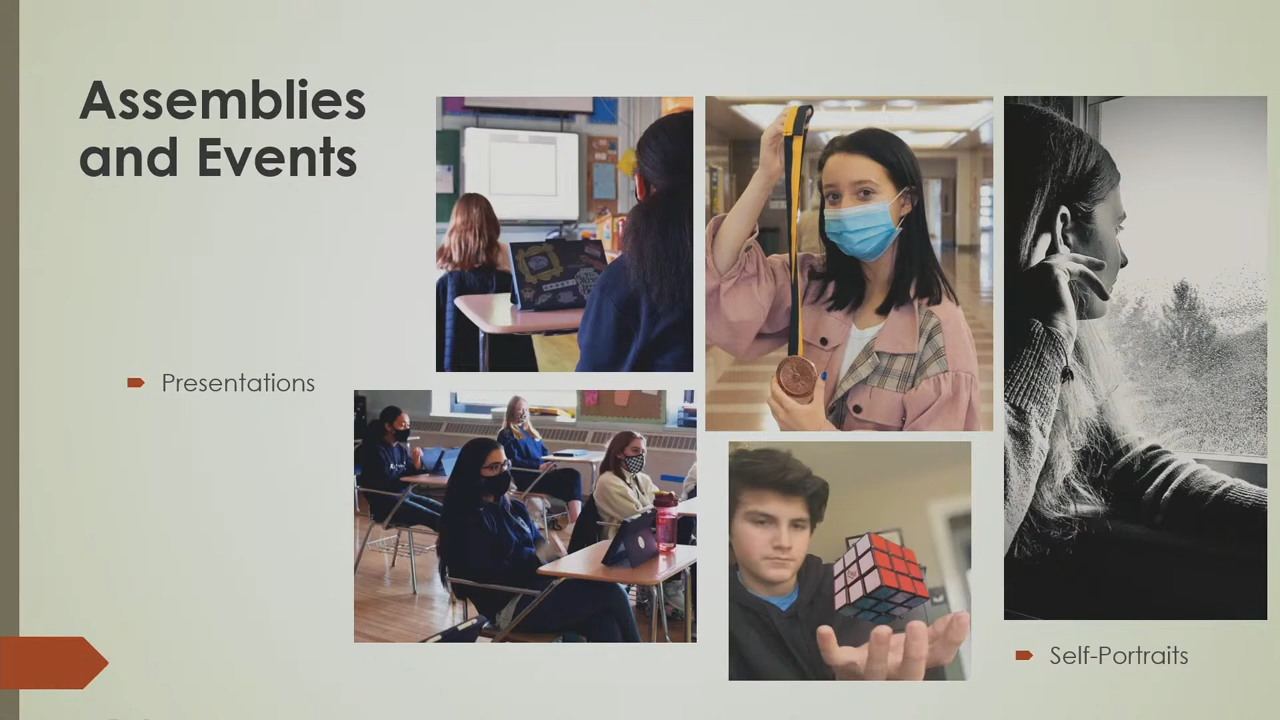 Assemblies
and Events
Presentations
Self-Portraits